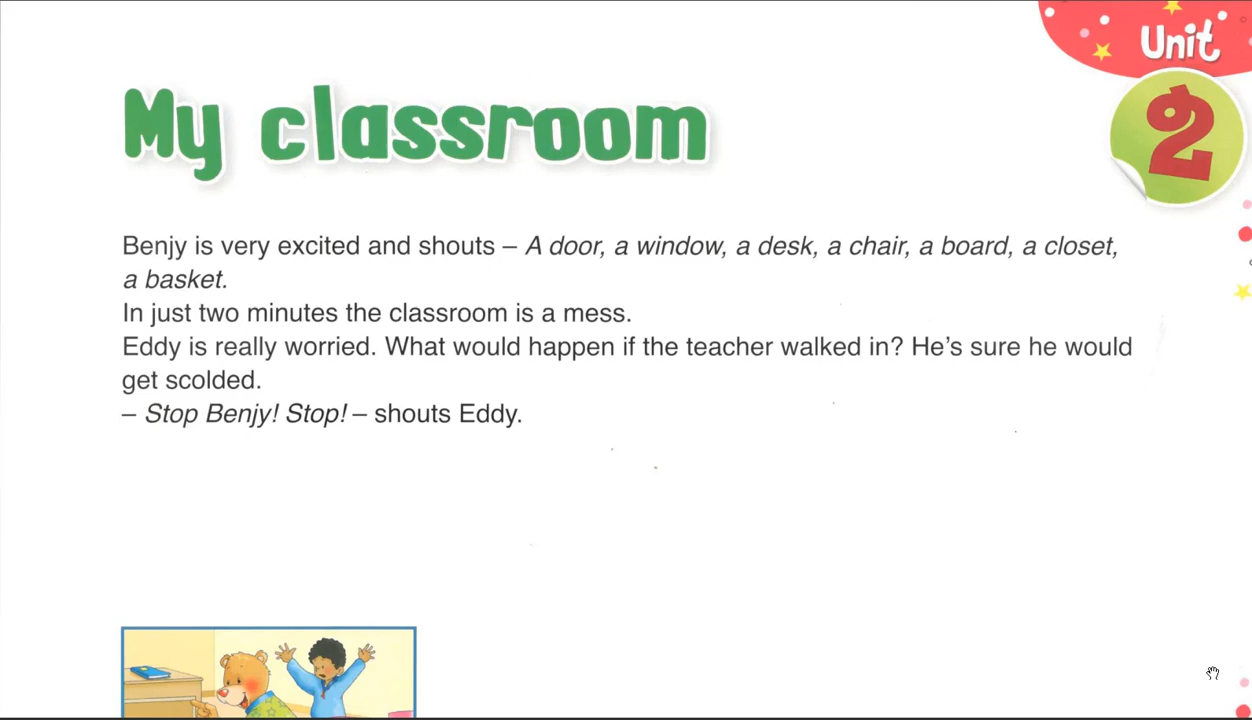 Unit
2
My classroom
Benjy is very excited and shouts – A door, a window, a desk, a chair, a board, a closet,
a basket.
In just two minutes the classroom is a mess.
Eddy is really worried. What would happen if the teacher walked in? He’s sure he would
get scolded.
– Stop Benjy! Stop! – shouts Eddy.